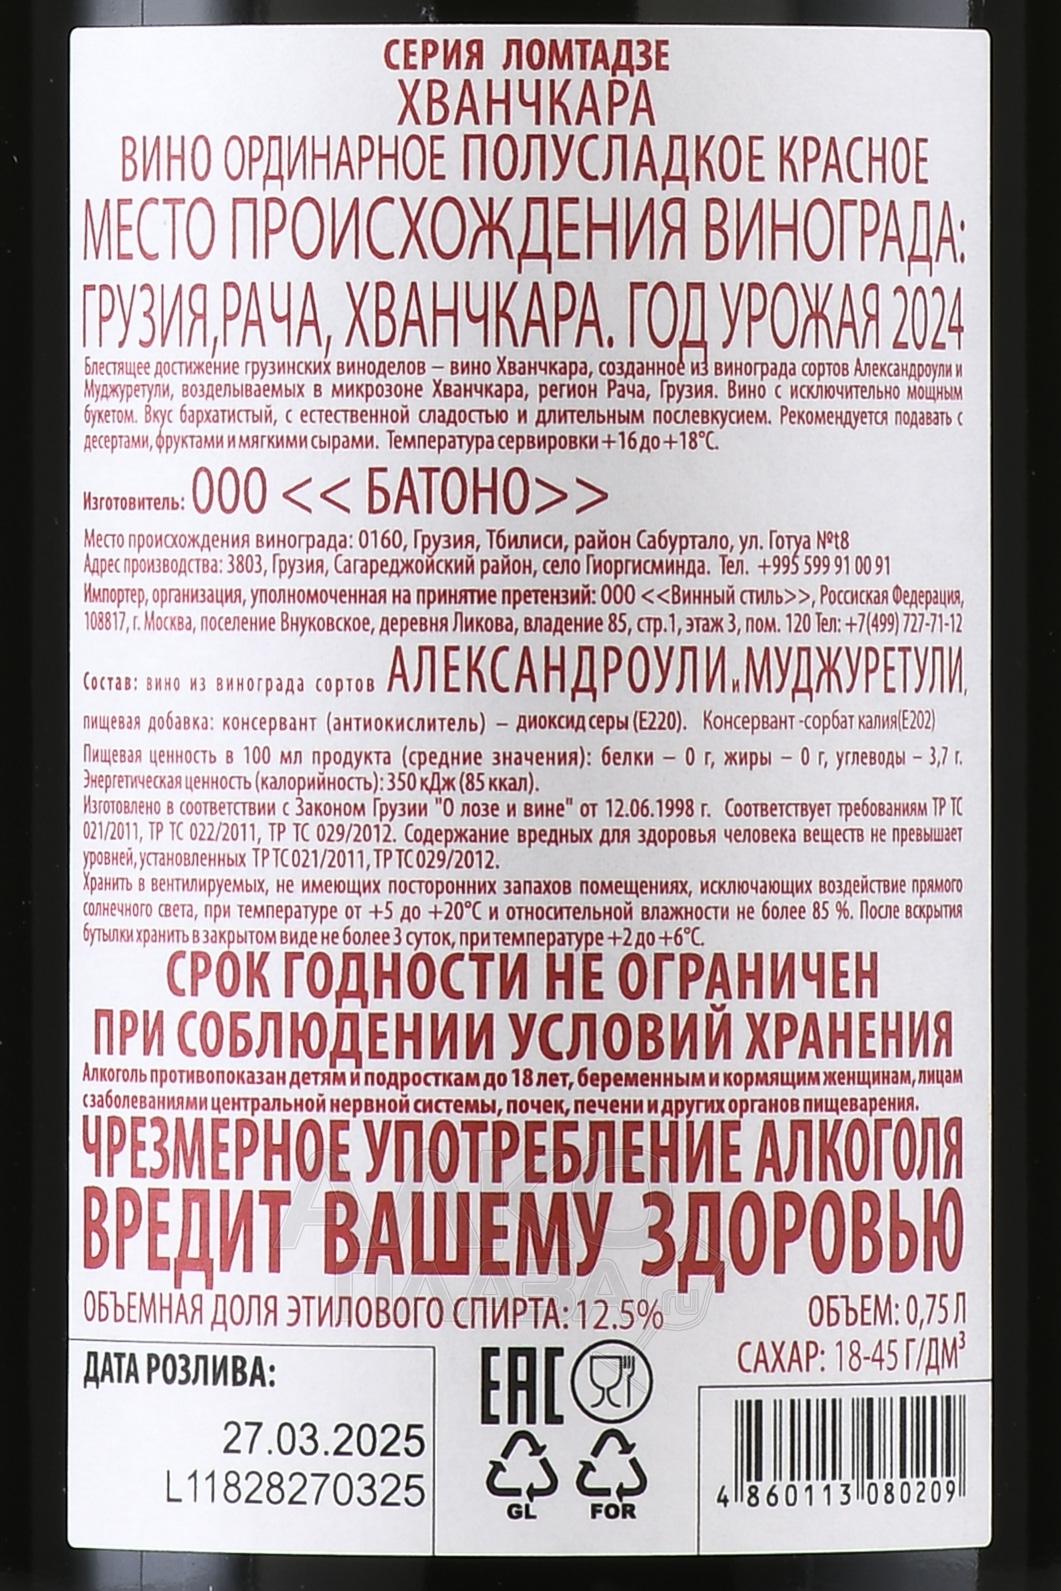 СЕРИЯ ЛОМТАДЗЕ
ХВАНЧКАРА
ВИНО ОРДИНАРНОЕ ПОЛУСЛАДКОЕ КРАСНОЕ
МЕСТО ПРОИСХОЖДЕНИЯ ВИНОГРАДА:
ГРУЗИЯ,РАЧА, ХВАНЧКАРА. ГОД УРОЖАЯ 2024
Блестящее достижение грузинских виноделов – вино Хванчкара, созданное из винограда сортов Александроули и
Муджуретули, возделываемых в микрозоне Хванчкара, регион Рача, Грузия. Вино с исключительно мощным
букетом. Вкус бархатистый, с естественной сладостью и длительным послевкусием. Рекомендуется подавать с
десертами, фруктами и мягкими сырами. Температура сервировки +16 до +18°С.
Изготовитель: ООО << БАТОНО>>
Место происхождения винограда: 0160, Грузия, Тбилиси, район Сабуртало, ул. Готуа №t8
Адрес производства: 3803, Грузия, Сагареджойский район, село Гиоргисминда. Тел. +995 599 91 00 91
Импортер, организация, уполномоченная на принятие претензий: ООО <<Винный стиль>>, Россиская Федерация,
108817, г. Москва, поселение Внуковское, деревня Ликова, владение 85, стр.1, этаж 3, пом. 120 Тел: +7(499) 727-71-12
Состав: вино из винограда сортов АЛЕКСАНДРОУЛИ и МУДЖУРЕТУЛИ,
пищевая добавка: консервант (антиокислитель) – диоксид серы (Е220). Консервант -сорбат калия(Е202)
Пищевая ценность в 100 мл продукта (средние значения): белки – 0 г, жиры – 0 г, углеводы – 3,7 г.
Энергетическая ценность (калорийность): 350 кДж (85 ккал).
Изготовлено в соответствии с Законом Грузии "О лозе и вине" от 12.06.1998 г. Соответствует требованиям ТР ТС
021/2011, ТР ТС 022/2011, ТР ТС 029/2012. Содержание вредных для здоровья человека веществ не превышает
уровней, установленных ТР ТС 021/2011, ТР ТС 029/2012.
Хранить в вентилируемых, не имеющих посторонних запахов помещениях, исключающих воздействие прямого
солнечного света, при температуре от +5 до +20°С и относительной влажности не более 85 %. После вскрытия
бутылки хранить в закрытом виде не более 3 суток, при температуре +2 до +6°С.
СРОК ГОДНОСТИ НЕ ОГРАНИЧЕН
ПРИ СОБЛЮДЕНИИ УСЛОВИЙ ХРАНЕНИЯ
Алкоголь противопоказан детям и подросткам до 18 лет, беременным и кормящим женщинам, лицам
с заболеваниями центральной нервной системы, почек, печени и других органов пищеварения.
ЧРЕЗМЕРНОЕ УПОТРЕБЛЕНИЕ АЛКОГОЛЯ
ВРЕДИТ ВАШЕМУ ЗДОРОВЬЮ
ОБЪЕМНАЯ ДОЛЯ ЭТИЛОВОГО СПИРТА: 12.5% ОБЪЕМ: 0,75 Л
САХАР: 18-45 Г/ДМ³
ДАТА РОЗЛИВА:
27.03.2025
L11828270325
ЕАС
GL FOR
4 860113 080209
АЛКО
ПЛАЗА.ru